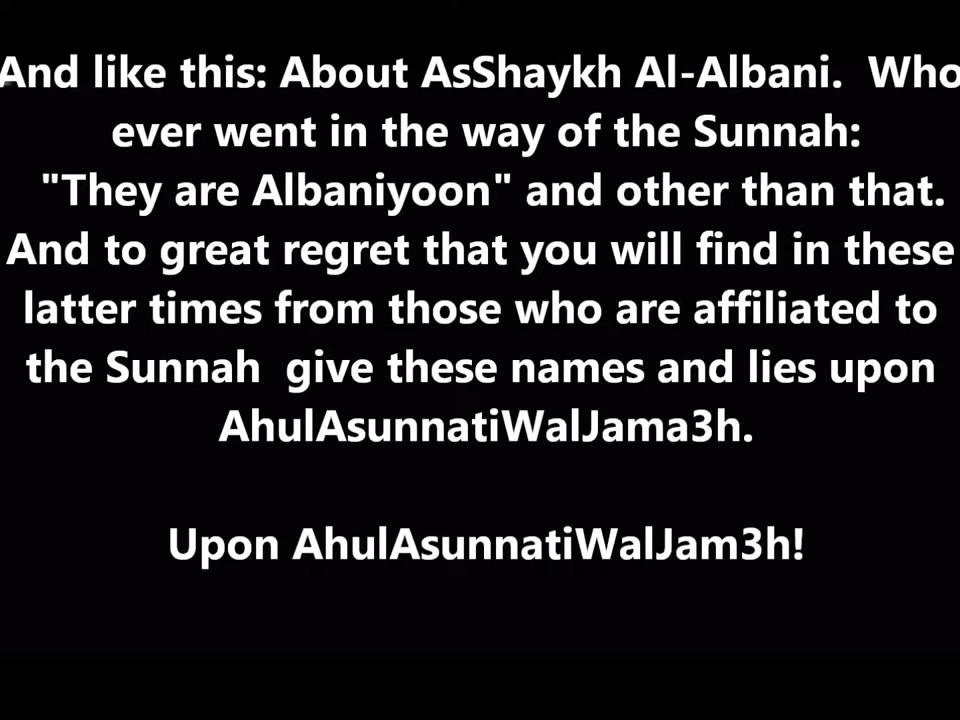 And like this: About AsShaykh Al-Albani.  Who
ever went in the way of the Sunnah:
"They are Albaniyoon" and other than that.
And to great regret that you will find in these
latter times from those who are affiliated to
the Sunnah  give these names and lies upon
AhulAsunnatiWalJama3h.
Upon AhulAsunnatiWalJam3h!